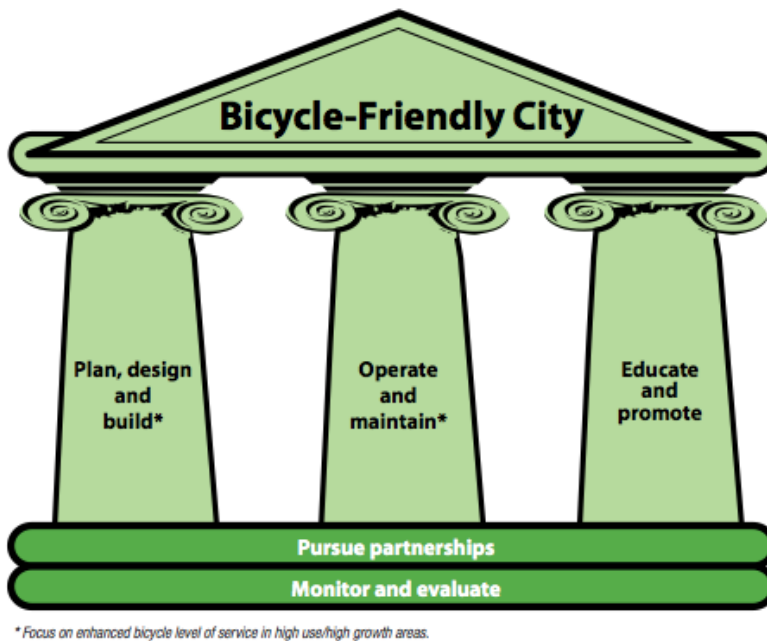 Bicycle-Friendly City
Plan, design
and
build*
Operate
and
maintain*
Educate
and
promote
Pursue partnerships
Monitor and evaluate
* Focus on enhanced bicycle level of service in high use/high growth areas.